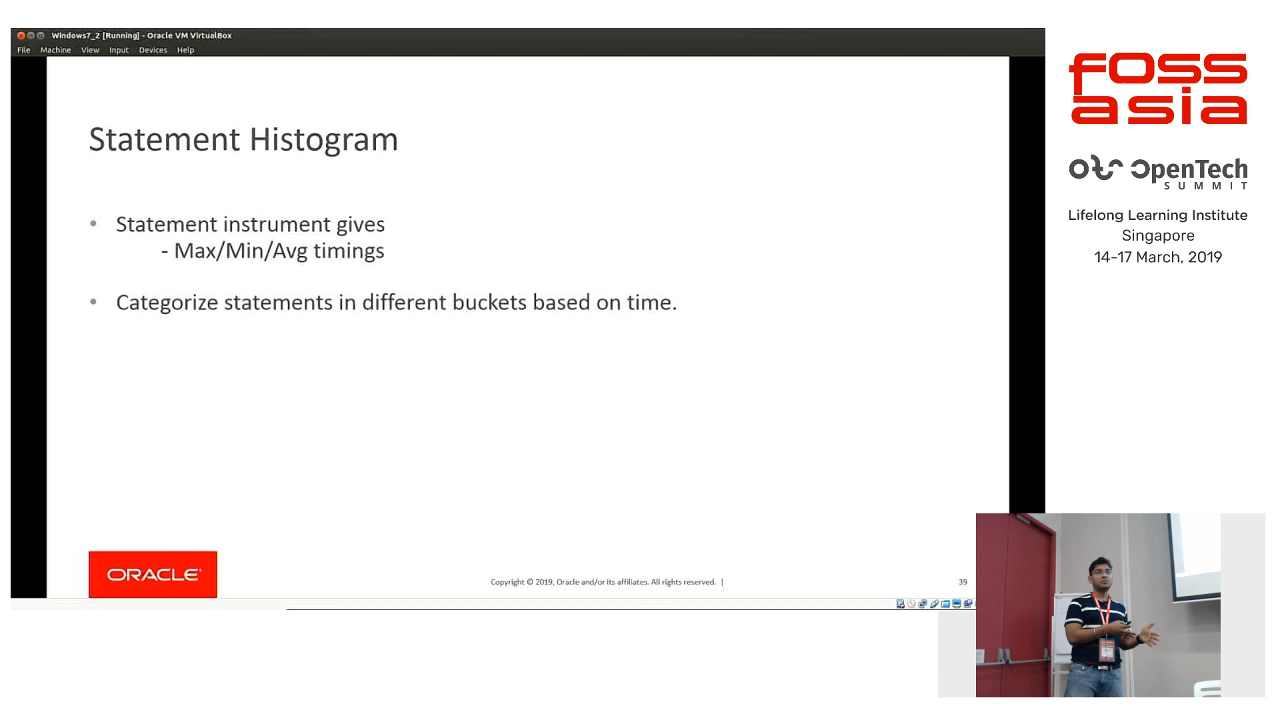 Windows7_2 [Running] - Oracle VM VirtualBox
File Machine View Input Devices Help
Statement Histogram
• Statement instrument gives
- Max/Min/Avg timings
• Categorize statements in different buckets based on time.
ORACLE
Copyright © 2019, Oracle and/or its affiliates. All rights reserved. |
39
FOSS
asia
OpenTech
SUMMIT
Lifelong Learning Institute
Singapore
14-17 March, 2019